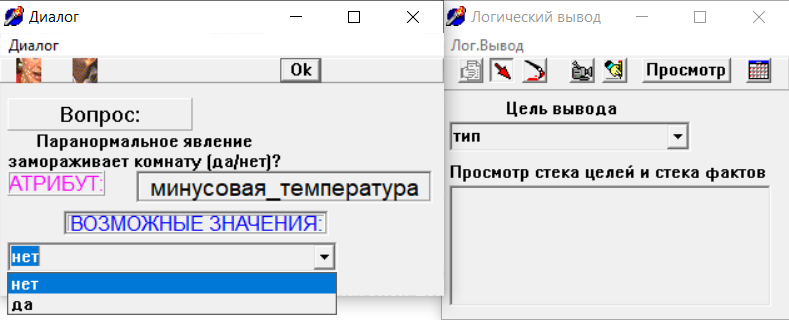 Диалог
Диалог
Ok
Вопрос:
Паранормальное явление
замораживает комнату (да/нет)?
АТРИБУТ:
минусовая_температура
ВОЗМОЖНЫЕ ЗНАЧЕНИЯ:
нет
нет
да
Логический вывод
Лог.Вывод
Просмотр
Цель вывода
тип
Просмотр стека целей и стека фактов